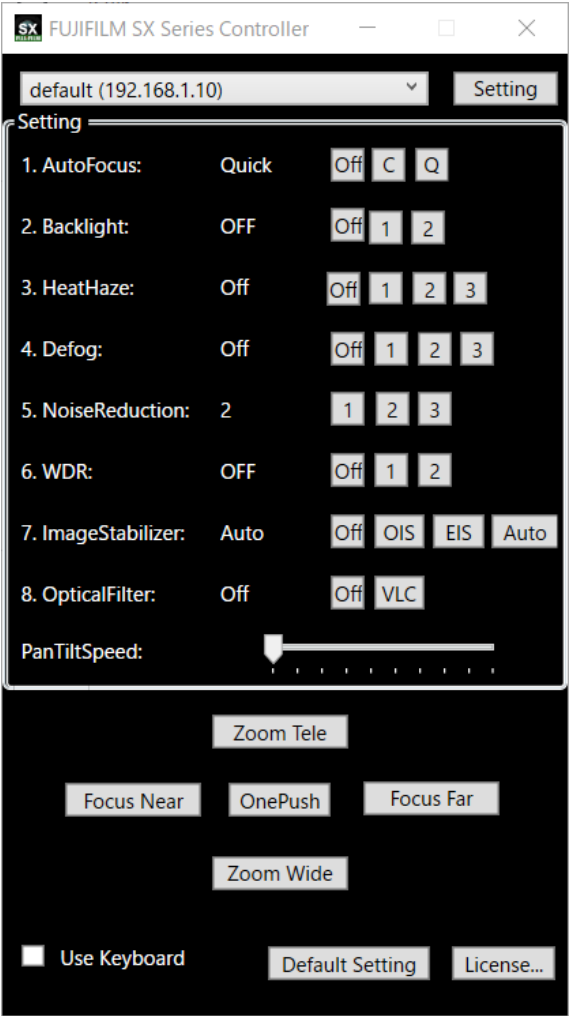 SX FUJIFILM SX Series Controller
default (192.168.1.10) Setting
Setting
1. AutoFocus: Quick Off C Q
2. Backlight: OFF Off 1 2
3. HeatHaze: Off Off 1 2 3
4. Defog: Off Off 1 2 3
5. NoiseReduction: 2 1 2 3
6. WDR: OFF Off 1 2
7. ImageStabilizer: Auto Off OIS EIS Auto
8. OpticalFilter: Off Off VLC
PanTiltSpeed:
Zoom Tele
Focus Near OnePush Focus Far
Zoom Wide
Use Keyboard Default Setting License...